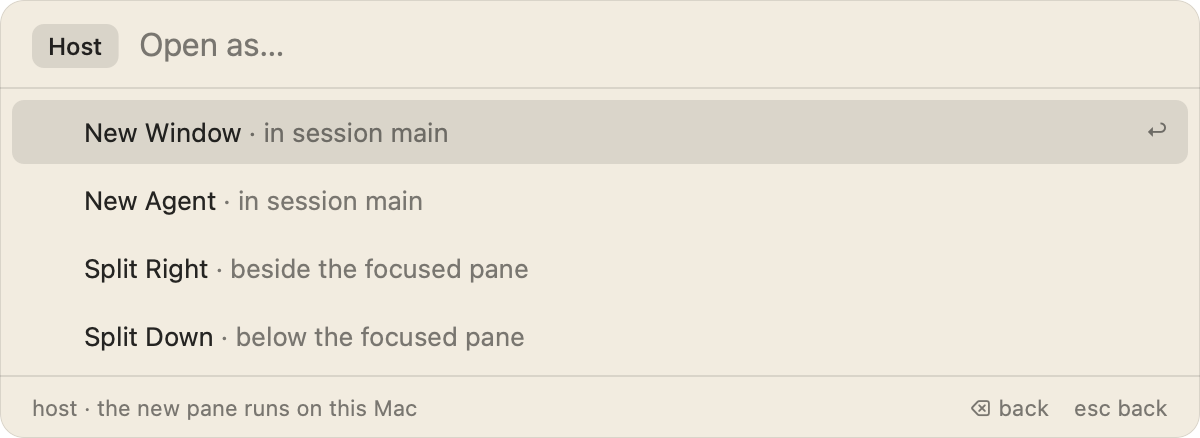 Host Open as...
New Window · in session main
New Agent · in session main
Split Right · beside the focused pane
Split Down · below the focused pane
host · the new pane runs on this Mac ⌫ back esc back